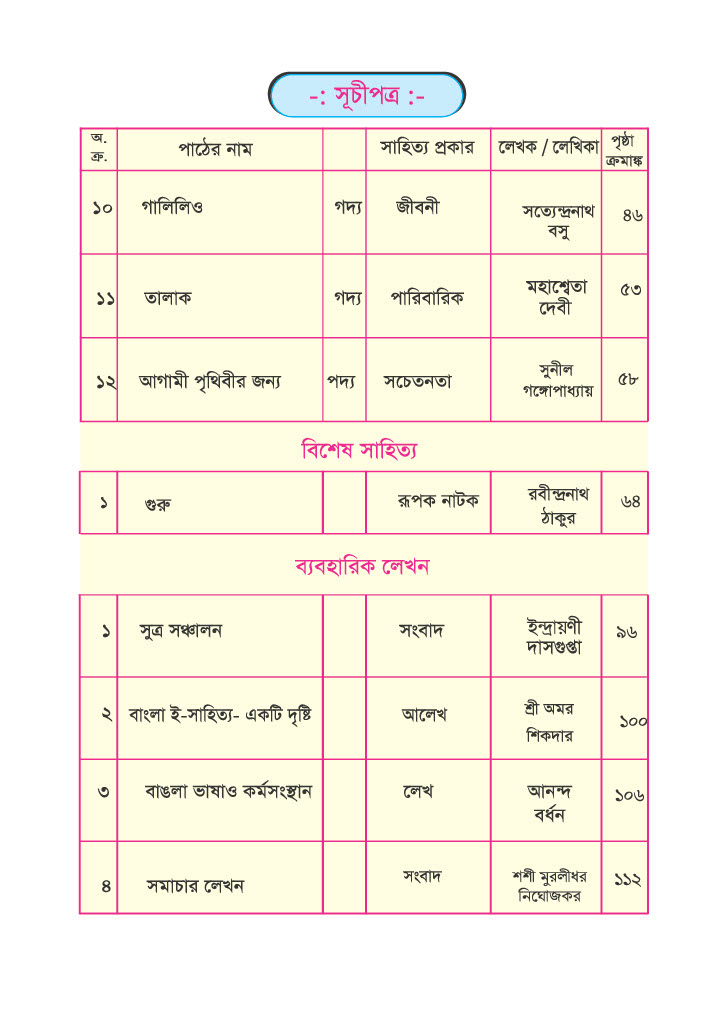 -: সূচীপত্র :-
অ. ক্র. পাঠের নাম সাহিত্য প্রকার লেখক / লেখিকা পৃষ্ঠা ক্রমাঙ্ক
১০ গালিলিও গদ্য জীবনী সত্যেন্দ্রনাথ বসু ৪৬
১১ তালাক গদ্য পারিবারিক মহাশ্বেতা দেবী ৫৩
১২ আগামী পৃথিবীর জন্য পদ্য সচেতনতা সুনীল গঙ্গোপাধ্যায় ৫৮
বিশেষ সাহিত্য
১ গুরু রূপক নাটক রবীন্দ্রনাথ ঠাকুর ৬৪
ব্যবহারিক লেখন
১ সুত্র সঞ্চালন সংবাদ ইন্দ্রায়ণী দাসগুপ্তা ৯৬
২ বাংলা ই-সাহিত্য- একটি দৃষ্টি আলেখ শ্রী অমর শিকদার ১০০
৩ বাঙলা ভাষাও কর্মসংস্থান লেখ আনন্দ বর্ধন ১০৬
৪ সমাচার লেখন সংবাদ শশী মুরলীধর নিঘোজকর ১১২